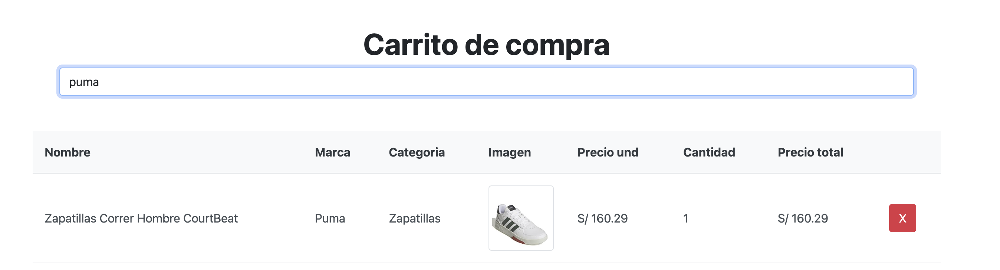 Carrito de compra
puma
Nombre Marca Categoria Imagen Precio und Cantidad Precio total
Zapatillas Correr Hombre CourtBeat Puma Zapatillas S/ 160.29 1 S/ 160.29 X